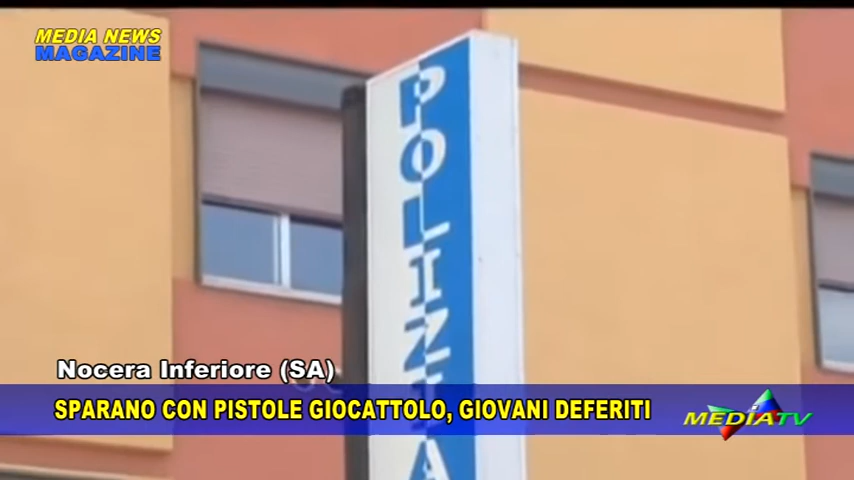 MEDIA NEWS
MAGAZINE
POLIZIA
Nocera Inferiore (SA)
SPARANO CON PISTOLE GIOCATTOLO, GIOVANI DEFERITI
MEDIATV